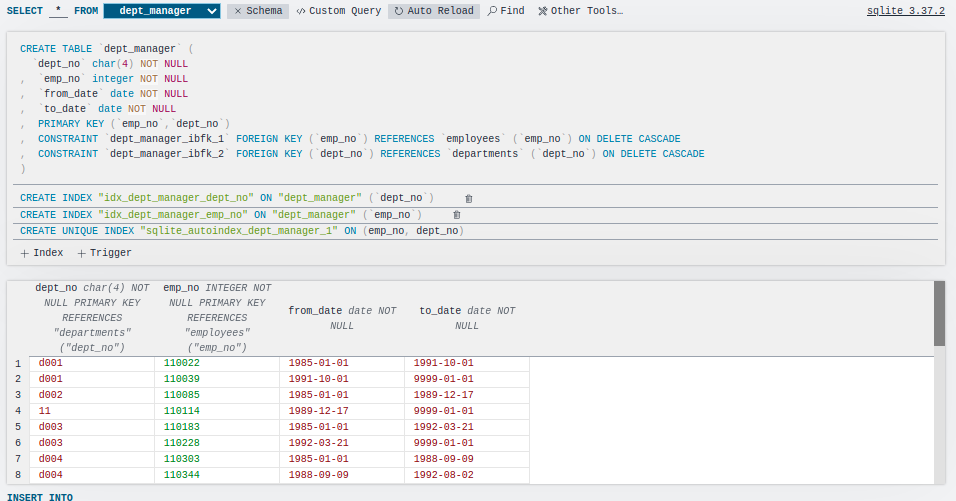 SELECT * FROM dept_manager × Schema </> Custom Query Auto Reload Find Other Tools… sqlite 3.37.2
CREATE TABLE `dept_manager` (
`dept_no` char(4) NOT NULL
, `emp_no` integer NOT NULL
, `from_date` date NOT NULL
, `to_date` date NOT NULL
, PRIMARY KEY (`emp_no`,`dept_no`)
, CONSTRAINT `dept_manager_ibfk_1` FOREIGN KEY (`emp_no`) REFERENCES `employees` (`emp_no`) ON DELETE CASCADE
, CONSTRAINT `dept_manager_ibfk_2` FOREIGN KEY (`dept_no`) REFERENCES `departments` (`dept_no`) ON DELETE CASCADE
)
CREATE INDEX "idx_dept_manager_dept_no" ON "dept_manager" (`dept_no`)
CREATE INDEX "idx_dept_manager_emp_no" ON "dept_manager" (`emp_no`)
CREATE UNIQUE INDEX "sqlite_autoindex_dept_manager_1" ON (emp_no, dept_no)
+ Index + Trigger
dept_no char(4) NOT
NULL PRIMARY KEY
REFERENCES
"departments"
("dept_no")
emp_no INTEGER NOT
NULL PRIMARY KEY
REFERENCES
"employees"
("emp_no")
from_date date NOT
NULL
to_date date NOT
NULL
1 d001 110022 1985-01-01 1991-10-01
2 d001 110039 1991-10-01 9999-01-01
3 d002 110085 1985-01-01 1989-12-17
4 11 110114 1989-12-17 9999-01-01
5 d003 110183 1985-01-01 1992-03-21
6 d003 110228 1992-03-21 9999-01-01
7 d004 110303 1985-01-01 1988-09-09
8 d004 110344 1988-09-09 1992-08-02
INSERT INTO